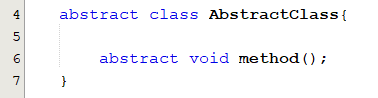 4 abstract class AbstractClass{
5
6 abstract void method();
7 }